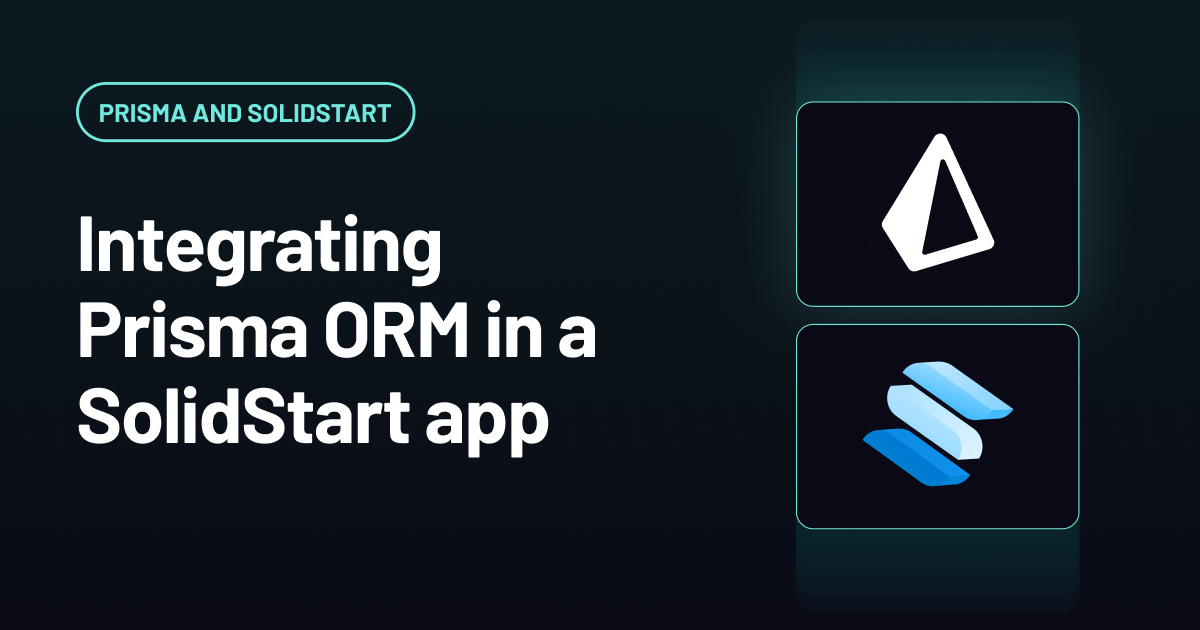 PRISMA AND SOLIDSTART
Integrating
Prisma ORM in a
SolidStart app